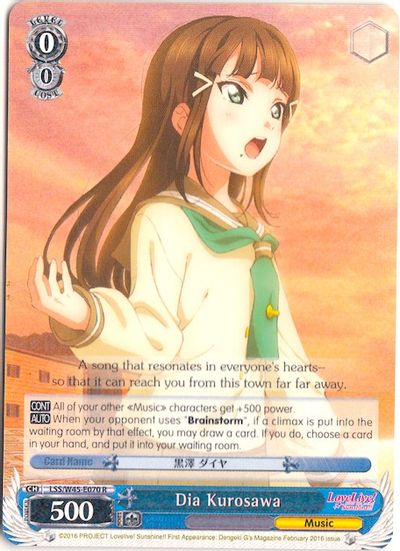 LEVEL
0
0
COST
A song that resonates in everyone's hearts--
so that it can reach you from this town far far away.
CONT All of your other «Music» characters get +500 power.
AUTO When your opponent uses "Brainstorm", if a climax is put into the
waiting room by that effect, you may draw a card. If you do, choose a card
in your hand, and put it into your waiting room.
Card Name 黒澤 ダイヤ
CH LSS/W45-E070 R
Dia Kurosawa
500
LoveLive!
Music
©2016 PROJECT Lovelive! Sunshine!! First Appearance: Dengeki G's Magazine February 2016 issue